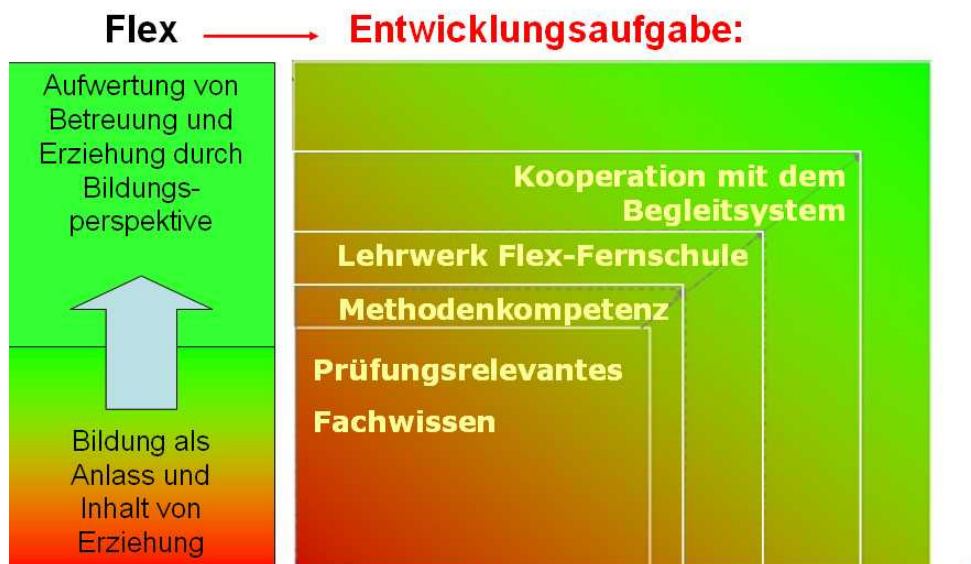 Flex Entwicklungsaufgabe:
Aufwertung von
Betreuung und
Erziehung durch
Bildungs-
perspektive
Bildung als
Anlass und
Inhalt von
Erziehung
Kooperation mit dem
Begleitsystem
Lehrwerk Flex-Fernschule
Methodenkompetenz
Prüfungsrelevantes
Fachwissen